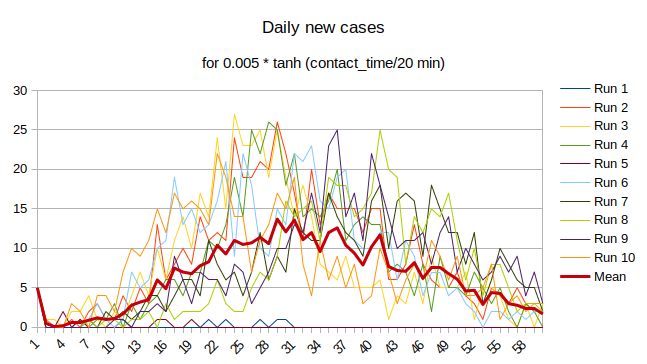 Daily new cases
for 0.005 * tanh (contact_time/20 min)
30
25
20
15
10
5
0
1
4
7
10
13
16
19
22
25
28
31
34
37
40
43
46
49
52
55
58
Run 1
Run 2
Run 3
Run 4
Run 5
Run 6
Run 7
Run 8
Run 9
Run 10
Mean